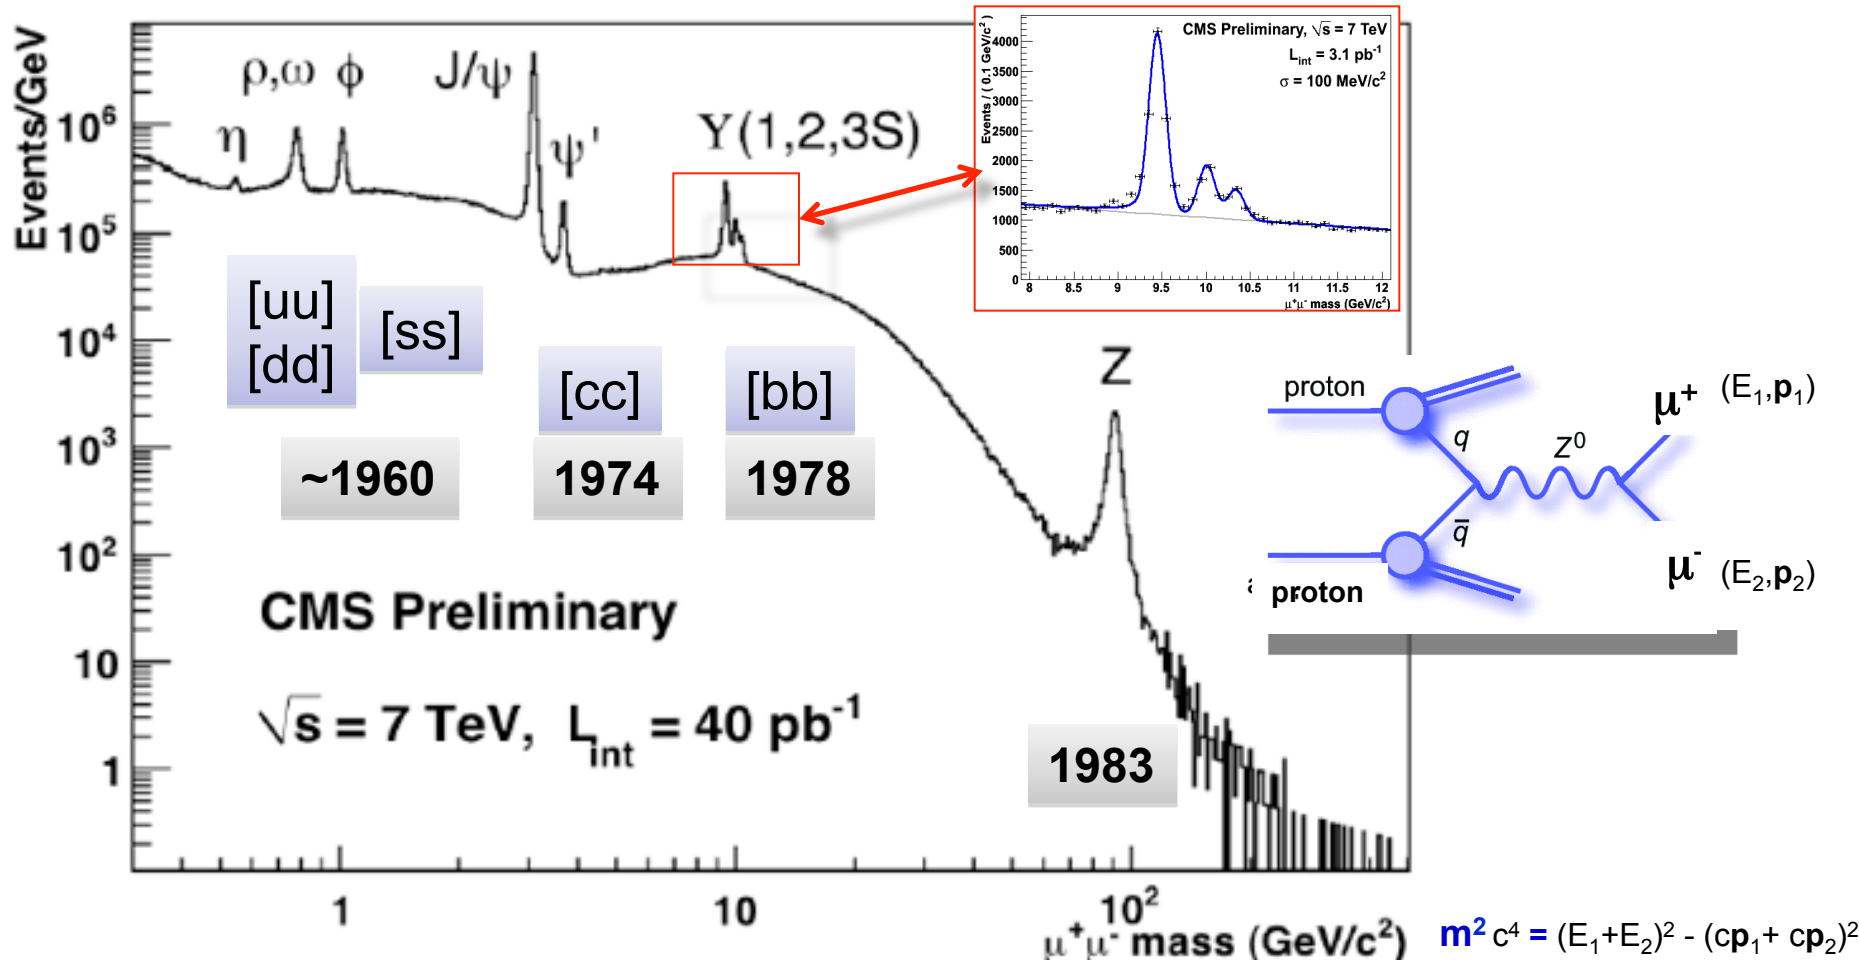 Events/GeV
10⁶
10⁵
10⁴
10³
10²
10
1
η
ρ,ω
ϕ
J/ψ
ψ'
Υ(1,2,3S)
Z
[uu]
[dd]
[ss]
[cc]
[bb]
~1960
1974
1978
1983
CMS Preliminary
√s = 7 TeV, L_int = 40 pb⁻¹
1
10
10²
μ⁺μ⁻ mass (GeV/c²)
Events / ( 0.1 GeV/c² )
CMS Preliminary, √s = 7 TeV
L_int = 3.1 pb⁻¹
σ = 100 MeV/c²
4000
3500
3000
2500
2000
1500
1000
500
0
8
8.5
9
9.5
10
10.5
11
11.5
12
μ⁺μ⁻ mass (GeV/c²)
proton
q
Z⁰
μ⁺ (E₁,p₁)
q̄
proton
μ⁻ (E₂,p₂)
m² c⁴ = (E₁+E₂)² - (cp₁+ cp₂)²